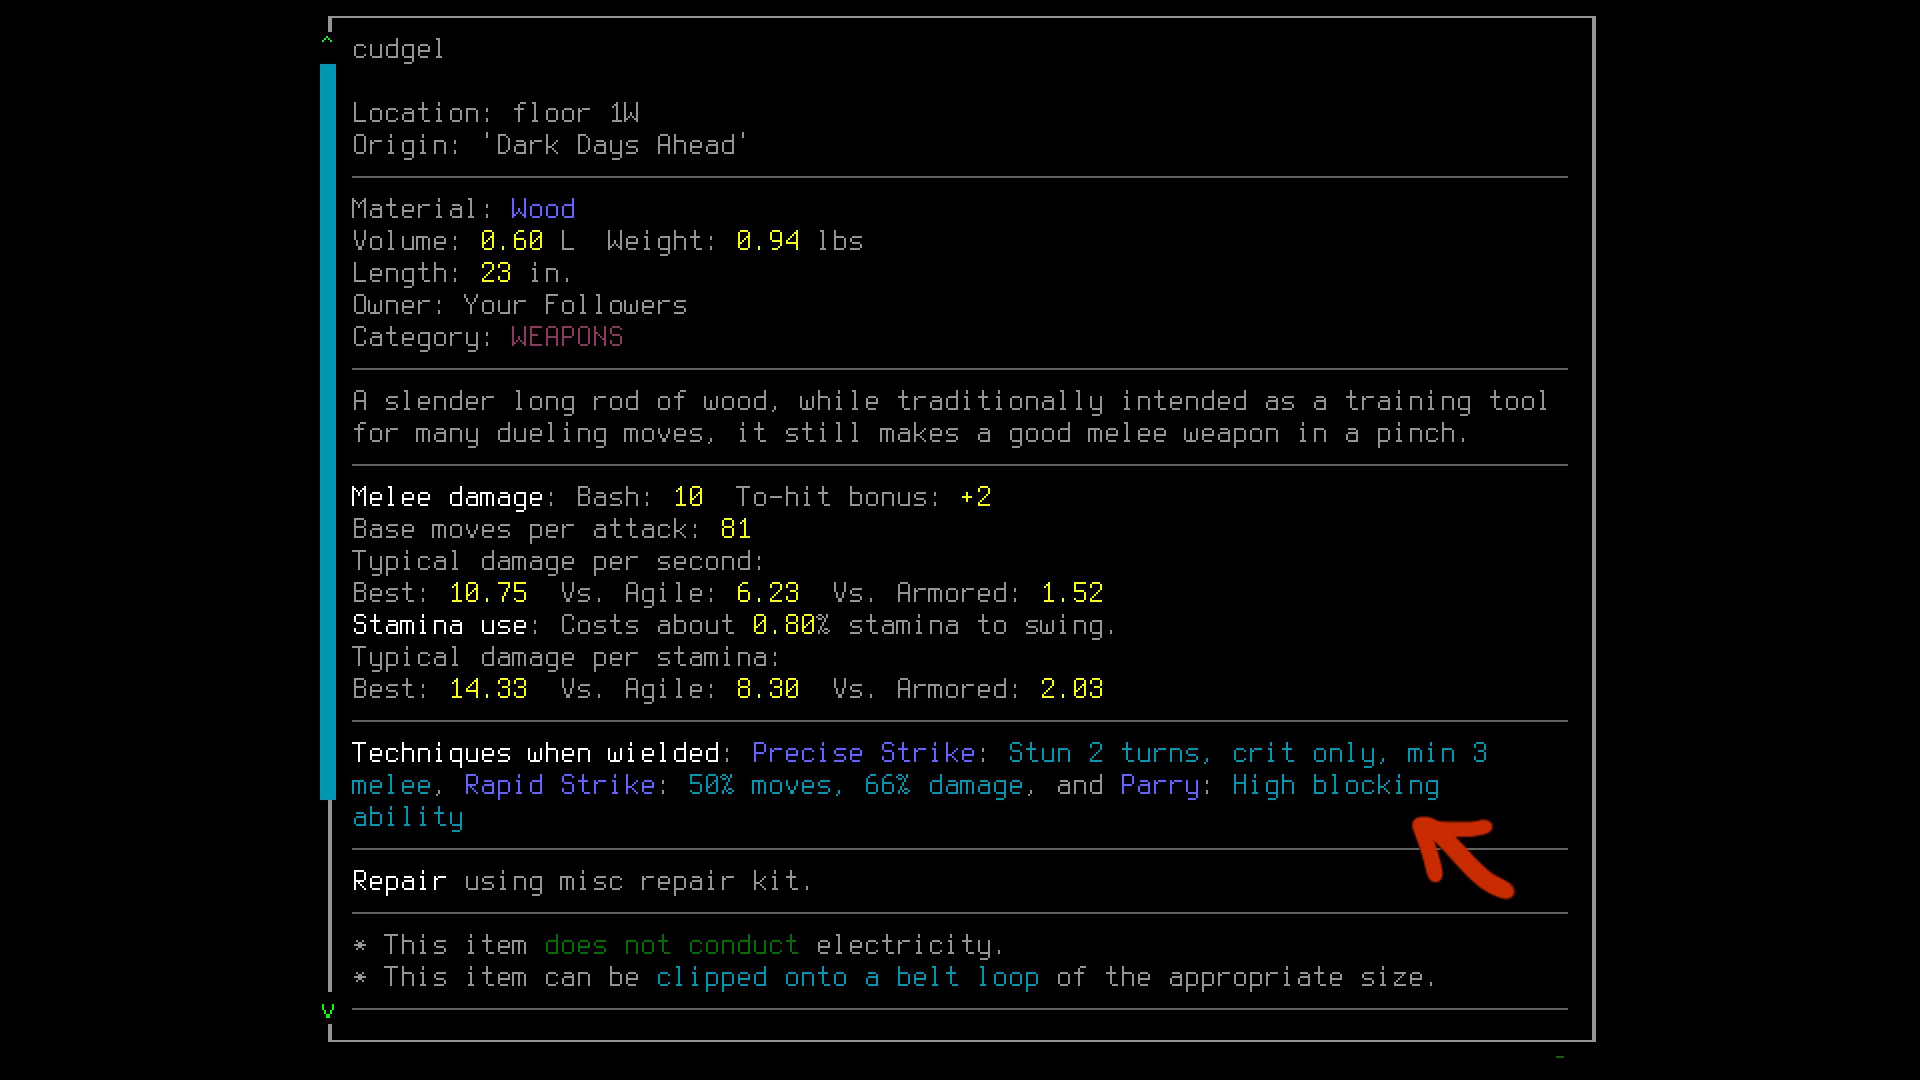 cudgel
Location: floor 1W
Origin: 'Dark Days Ahead'
Material: Wood
Volume: 0.60 L  Weight: 0.94 lbs
Length: 23 in.
Owner: Your Followers
Category: WEAPONS
A slender long rod of wood, while traditionally intended as a training tool
for many dueling moves, it still makes a good melee weapon in a pinch.
Melee damage: Bash: 10  To-hit bonus: +2
Base moves per attack: 81
Typical damage per second:
Best: 10.75  Vs. Agile: 6.23  Vs. Armored: 1.52
Stamina use: Costs about 0.80% stamina to swing.
Typical damage per stamina:
Best: 14.33  Vs. Agile: 8.30  Vs. Armored: 2.03
Techniques when wielded: Precise Strike: Stun 2 turns, crit only, min 3
melee, Rapid Strike: 50% moves, 66% damage, and Parry: High blocking
ability
Repair using misc repair kit.
* This item does not conduct electricity.
* This item can be clipped onto a belt loop of the appropriate size.